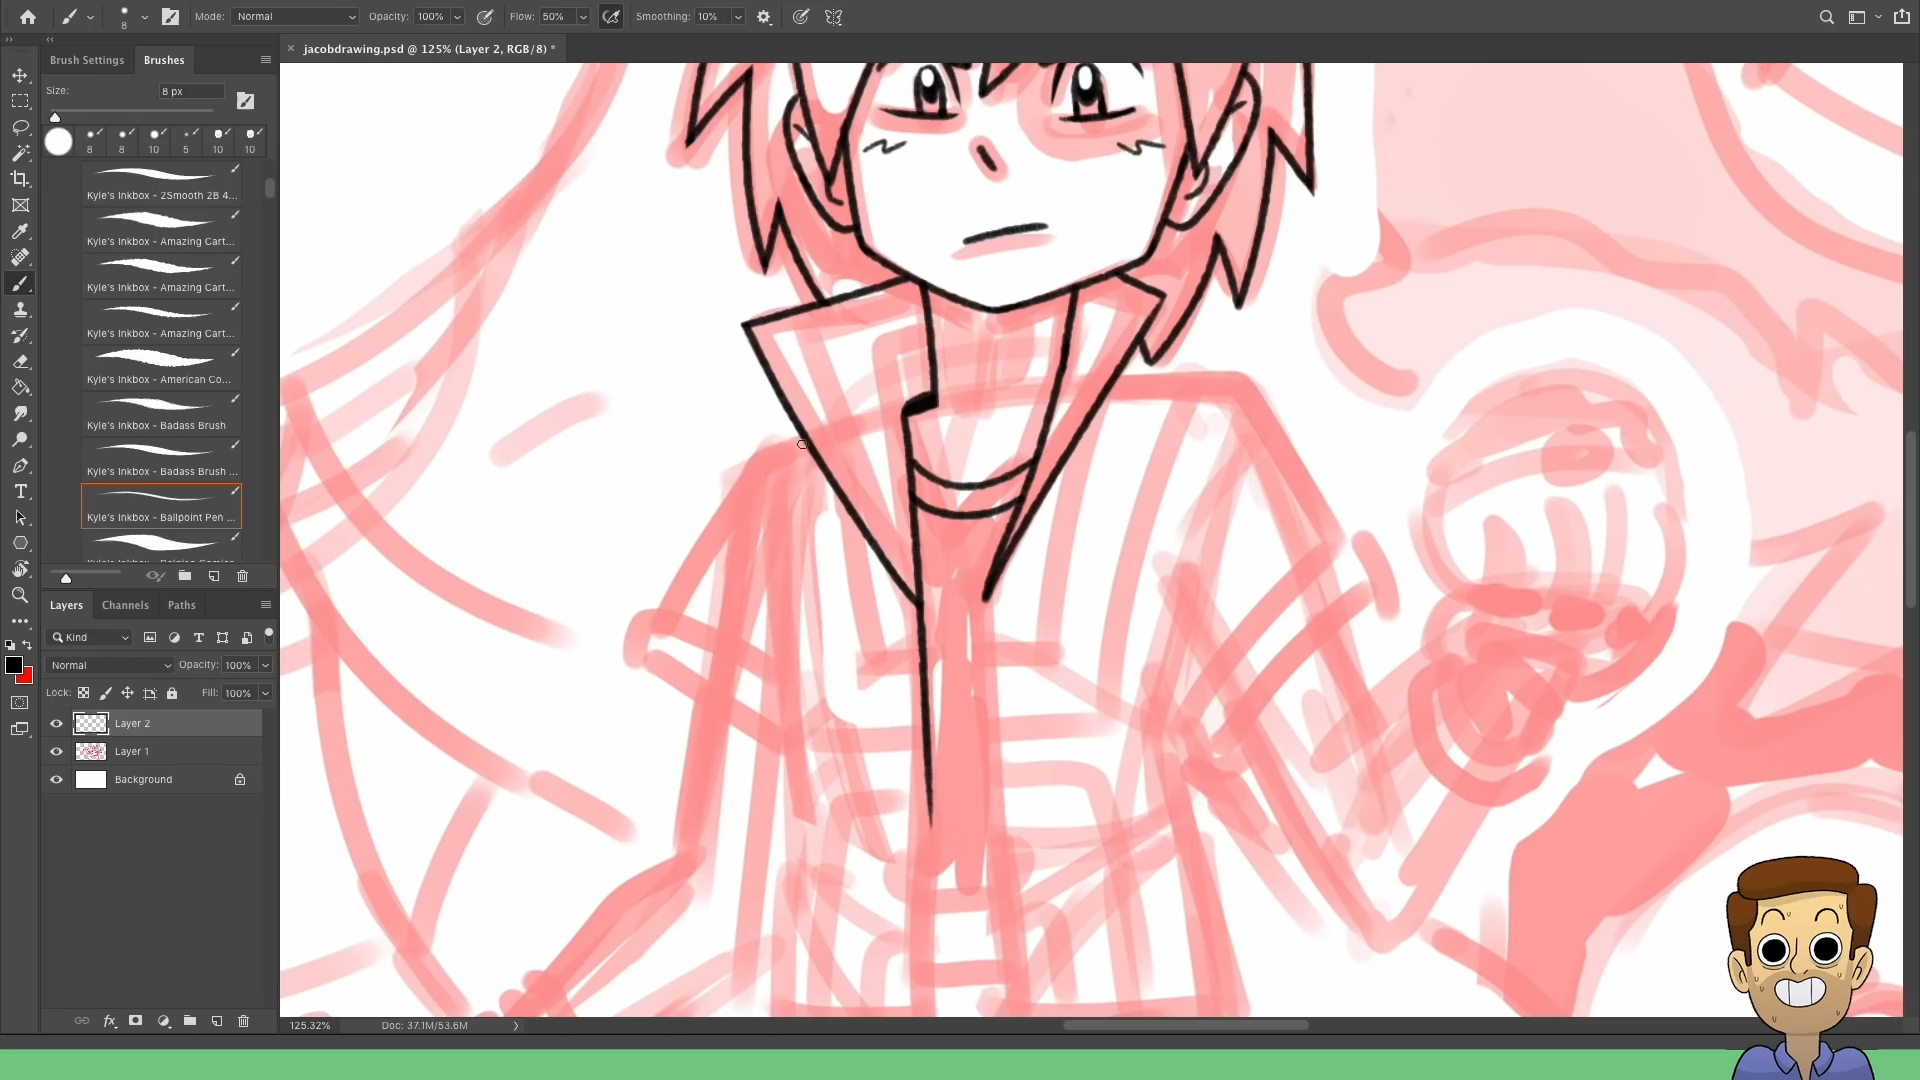 8 Mode: Normal Opacity: 100% Flow: 50% Smoothing: 10%
jacobdrawing.psd @ 125% (Layer 2, RGB/8) *
Brush Settings Brushes
Size: 8 px
8 8 10 5 10 10
Kyle's Inkbox - 2Smooth 2B 4...
Kyle's Inkbox - Amazing Cart...
Kyle's Inkbox - Amazing Cart...
Kyle's Inkbox - Amazing Cart...
Kyle's Inkbox - American Co...
Kyle's Inkbox - Badass Brush
Kyle's Inkbox - Badass Brush ...
Kyle's Inkbox - Ballpoint Pen ...
Layers Channels Paths
Kind
Normal Opacity: 100%
Lock: Fill: 100%
Layer 2
Layer 1
Background
fx
125.32% Doc: 37.1M/53.6M